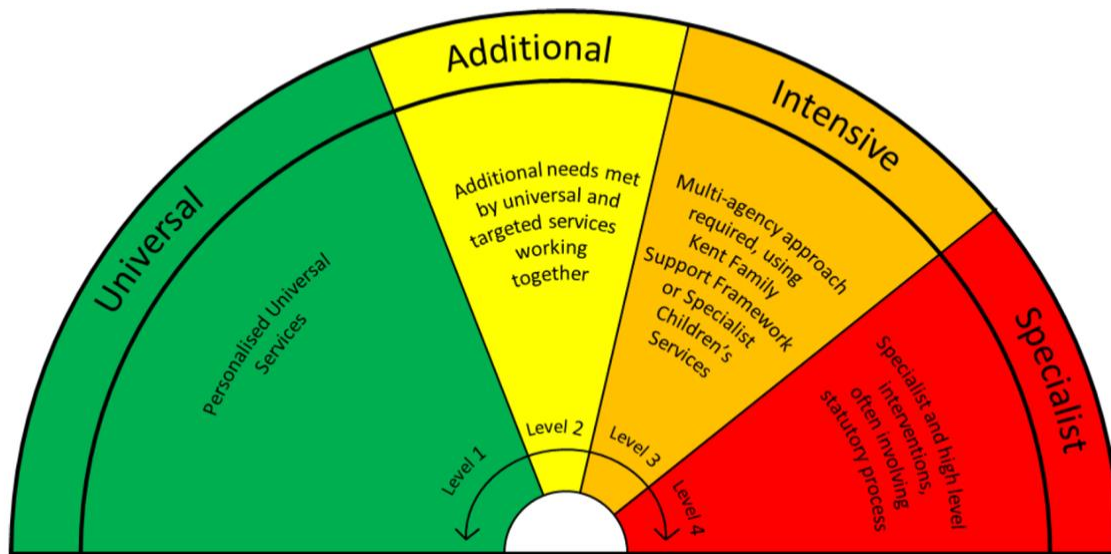 Universal
Personalised Universal
Services
Level 1
Additional
Additional needs met
by universal and
targeted services
working
together
Level 2
Intensive
Multi-agency approach
required, using
Kent Family
Support Framework
or Specialist
Children's
Services
Level 3
Specialist
Specialist and high level
interventions,
often involving
statutory process
Level 4